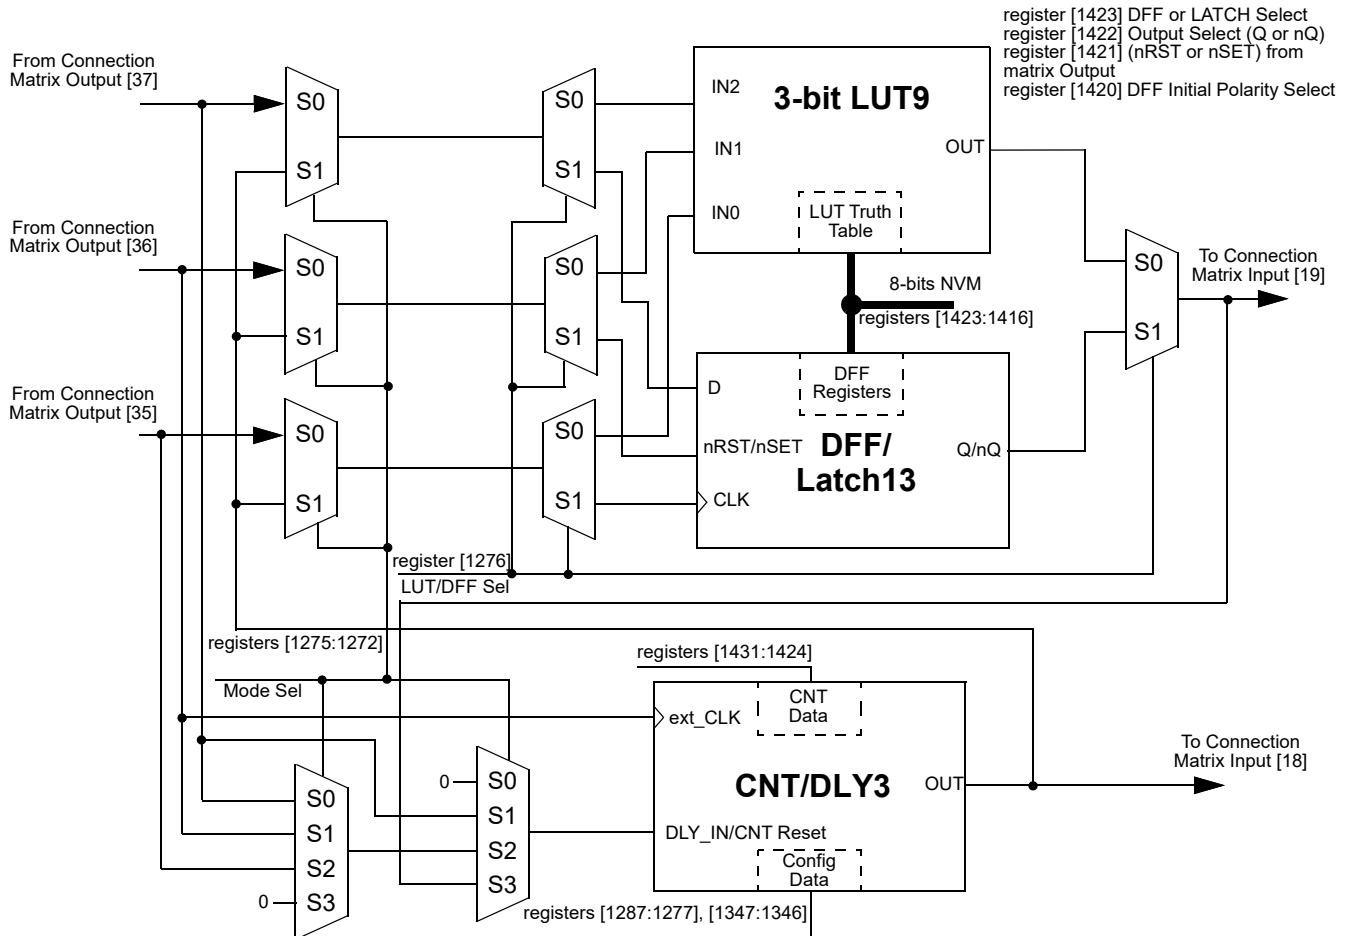 register [1423] DFF or LATCH Select
register [1422] Output Select (Q or nQ)
register [1421] (nRST or nSET) from
matrix Output
register [1420] DFF Initial Polarity Select
From Connection
Matrix Output [37]
S0
S1
S0
S1
IN2
3-bit LUT9
IN1
OUT
IN0
LUT Truth
Table
From Connection
Matrix Output [36]
S0
S1
S0
S1
8-bits NVM
registers [1423:1416]
S0
S1
To Connection
Matrix Input [19]
From Connection
Matrix Output [35]
S0
S1
S0
S1
D
DFF
Registers
nRST/nSET
DFF/
Latch13
Q/nQ
CLK
register [1276]
LUT/DFF Sel
registers [1275:1272]
Mode Sel
registers [1431:1424]
CNT
Data
ext_CLK
CNT/DLY3
OUT
To Connection
Matrix Input [18]
DLY_IN/CNT Reset
Config
Data
0
S0
S1
S2
S3
S0
S1
S2
0
S3
registers [1287:1277], [1347:1346]